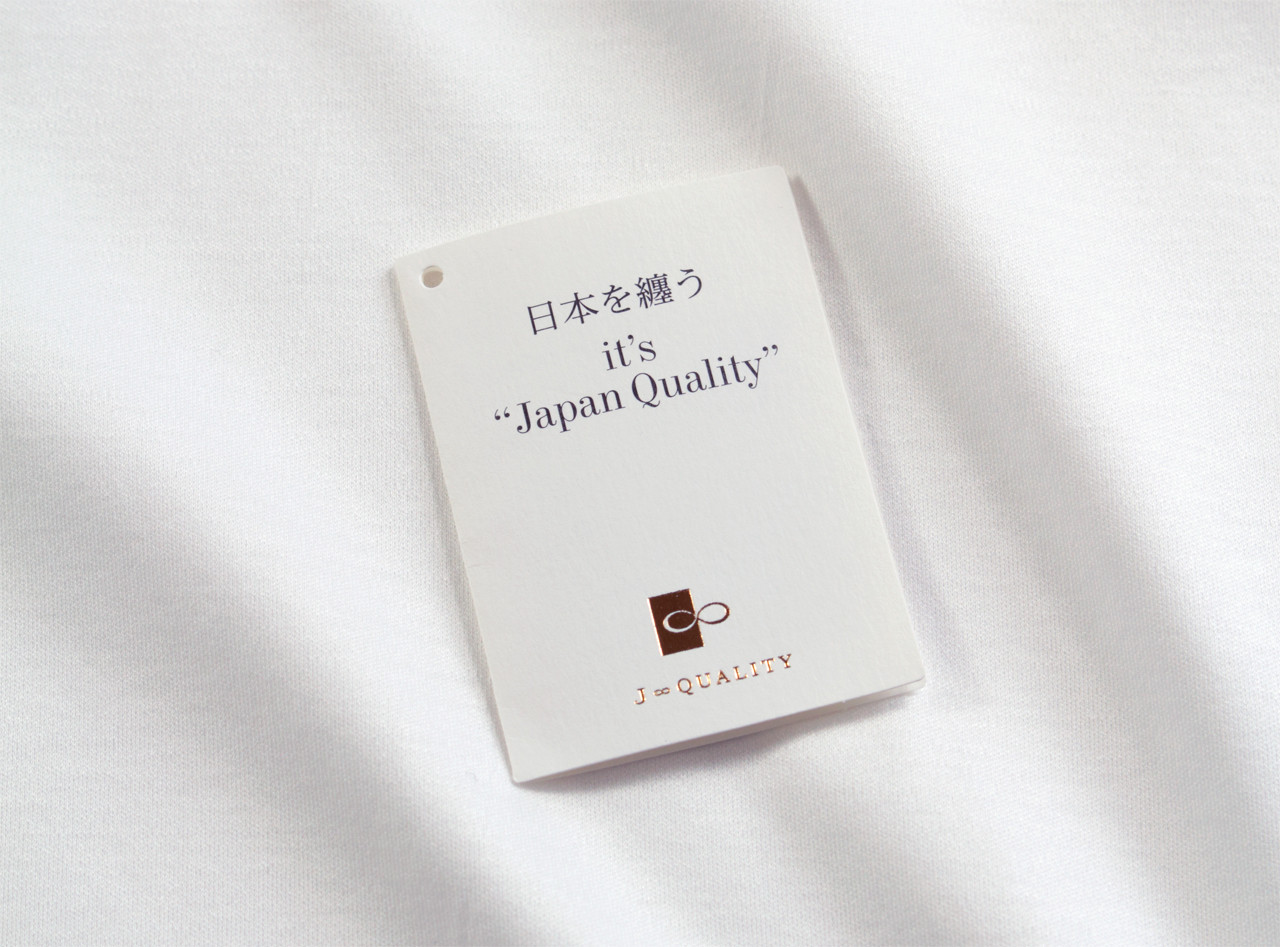 日本を纏う
it’s
“Japan Quality”
J∞QUALITY